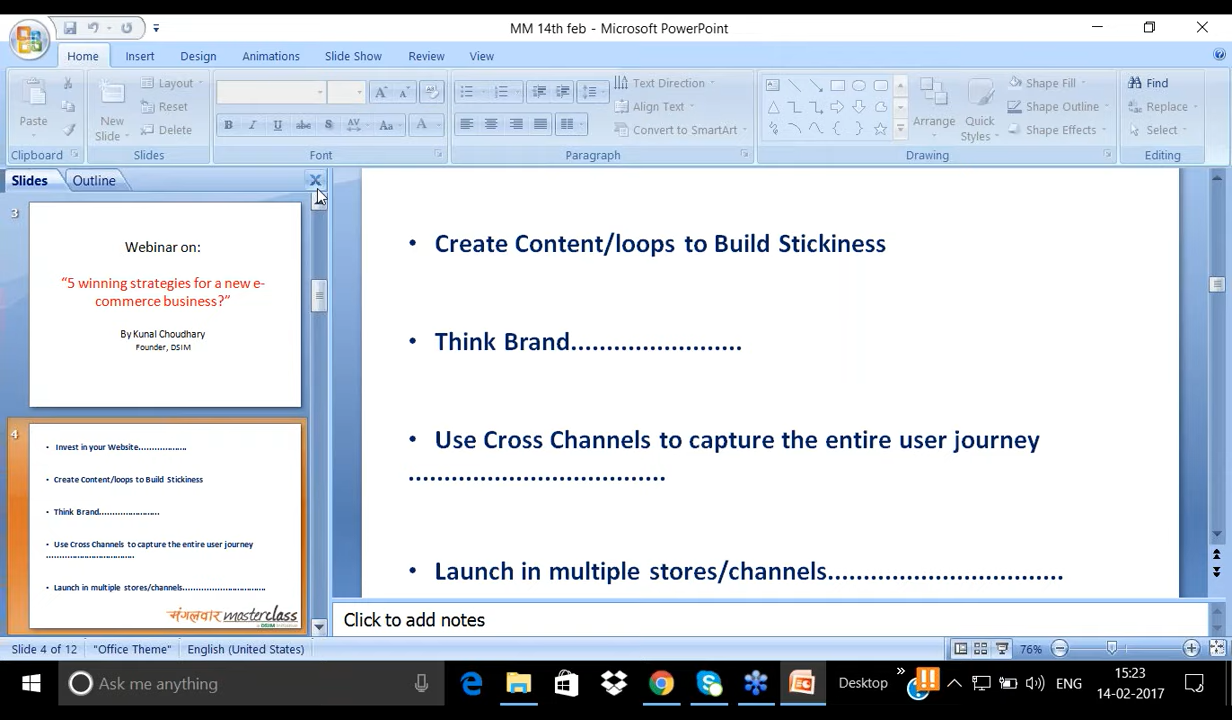 MM 14th feb - Microsoft PowerPoint
Home Insert Design Slide Show Animations Review View
Paste
Clipboard
New Slide
Layout
Reset
Delete
Slides
Font
Text Direction
Align Text
Convert to SmartArt
Paragraph
Arrange
Quick Styles
Shape Fill
Shape Outline
Shape Effects
Drawing
Find
Replace
Select
Editing
Slides Outline
3
Webinar on:
“5 winning strategies for a new e-
commerce business?”
By Kunal Choudhary
Founder, DSIM
4
• Invest in your Website...................
• Create Content/loops to Build Stickiness
• Think Brand........................
• Use Cross Channels to capture the entire user journey
...................................
• Launch in multiple stores/channels.................................
मंगलवार masterclass
• Create Content/loops to Build Stickiness
• Think Brand........................
• Use Cross Channels to capture the entire user journey
...................................
• Launch in multiple stores/channels.................................
Click to add notes
Slide 4 of 12 "Office Theme" English (United States) 76%
Ask me anything
Desktop
ENG
15:23
14-02-2017